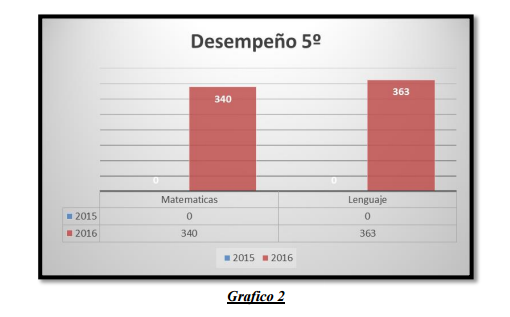 Desempeño 5º
340
363
0
0
Matematicas Lenguaje
2015 0 0
2016 340 363
2015 2016
Grafico 2